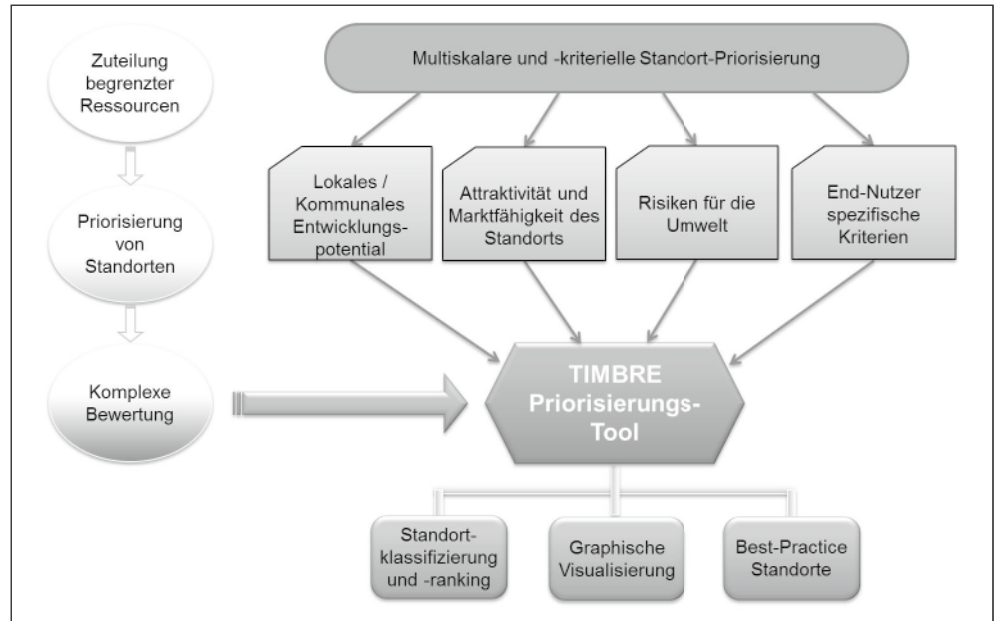 Zuteilung
begrenzter
Ressourcen
Priorisierung
von
Standorten
Komplexe
Bewertung
Multiskalare und -kriterielle Standort-Priorisierung
Lokales /
Kommunales
Entwicklungs-
potential
Attraktivität und
Marktfähigkeit des
Standorts
Risiken für die
Umwelt
End-Nutzer
spezifische
Kriterien
TIMBRE
Priorisierungs-
Tool
Standort-
klassifizierung
und -ranking
Graphische
Visualisierung
Best-Practice
Standorte